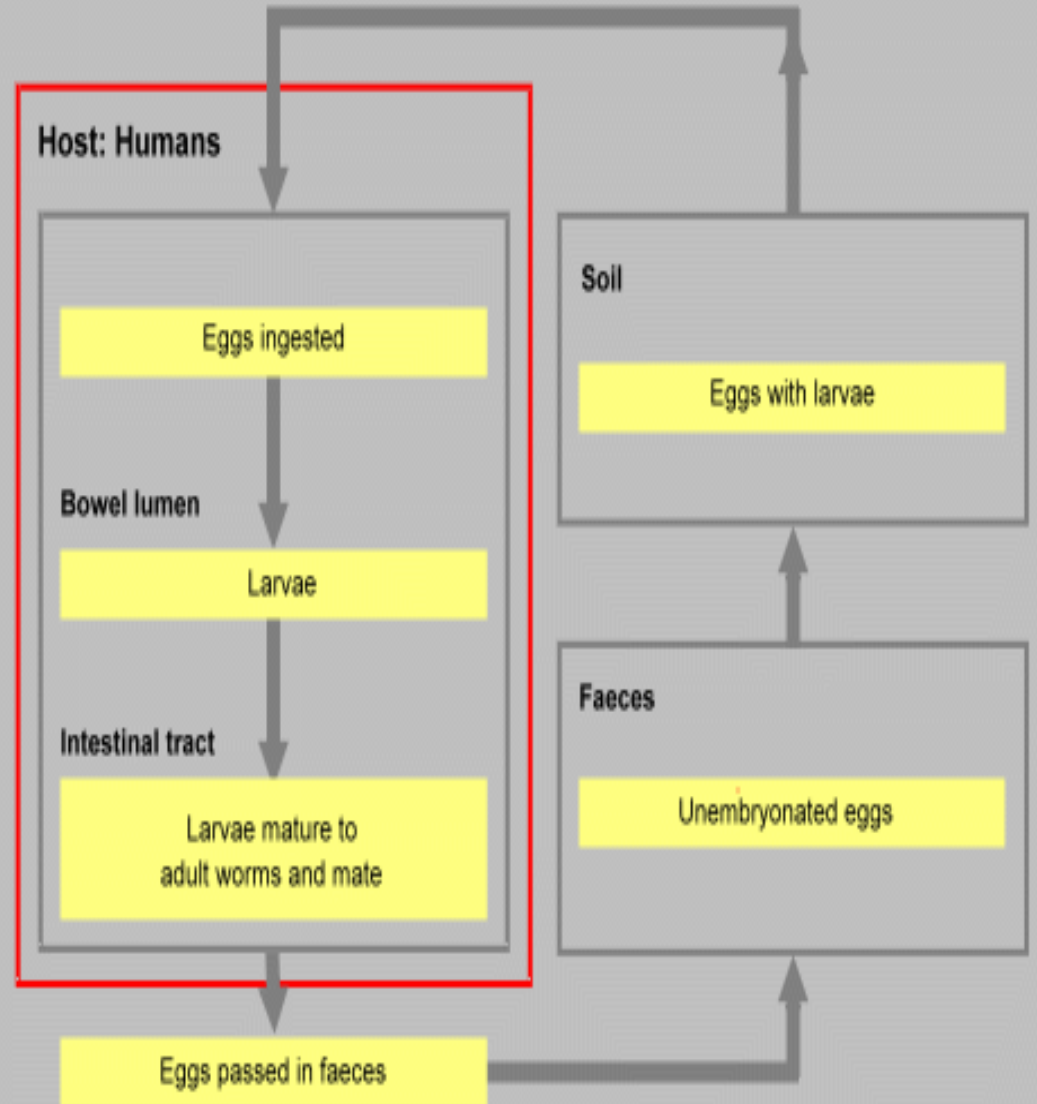 Host: Humans
Eggs ingested
Bowel lumen
Larvae
Intestinal tract
Larvae mature to
adult worms and mate
Eggs passed in faeces
Soil
Eggs with larvae
Faeces
Unembryonated eggs